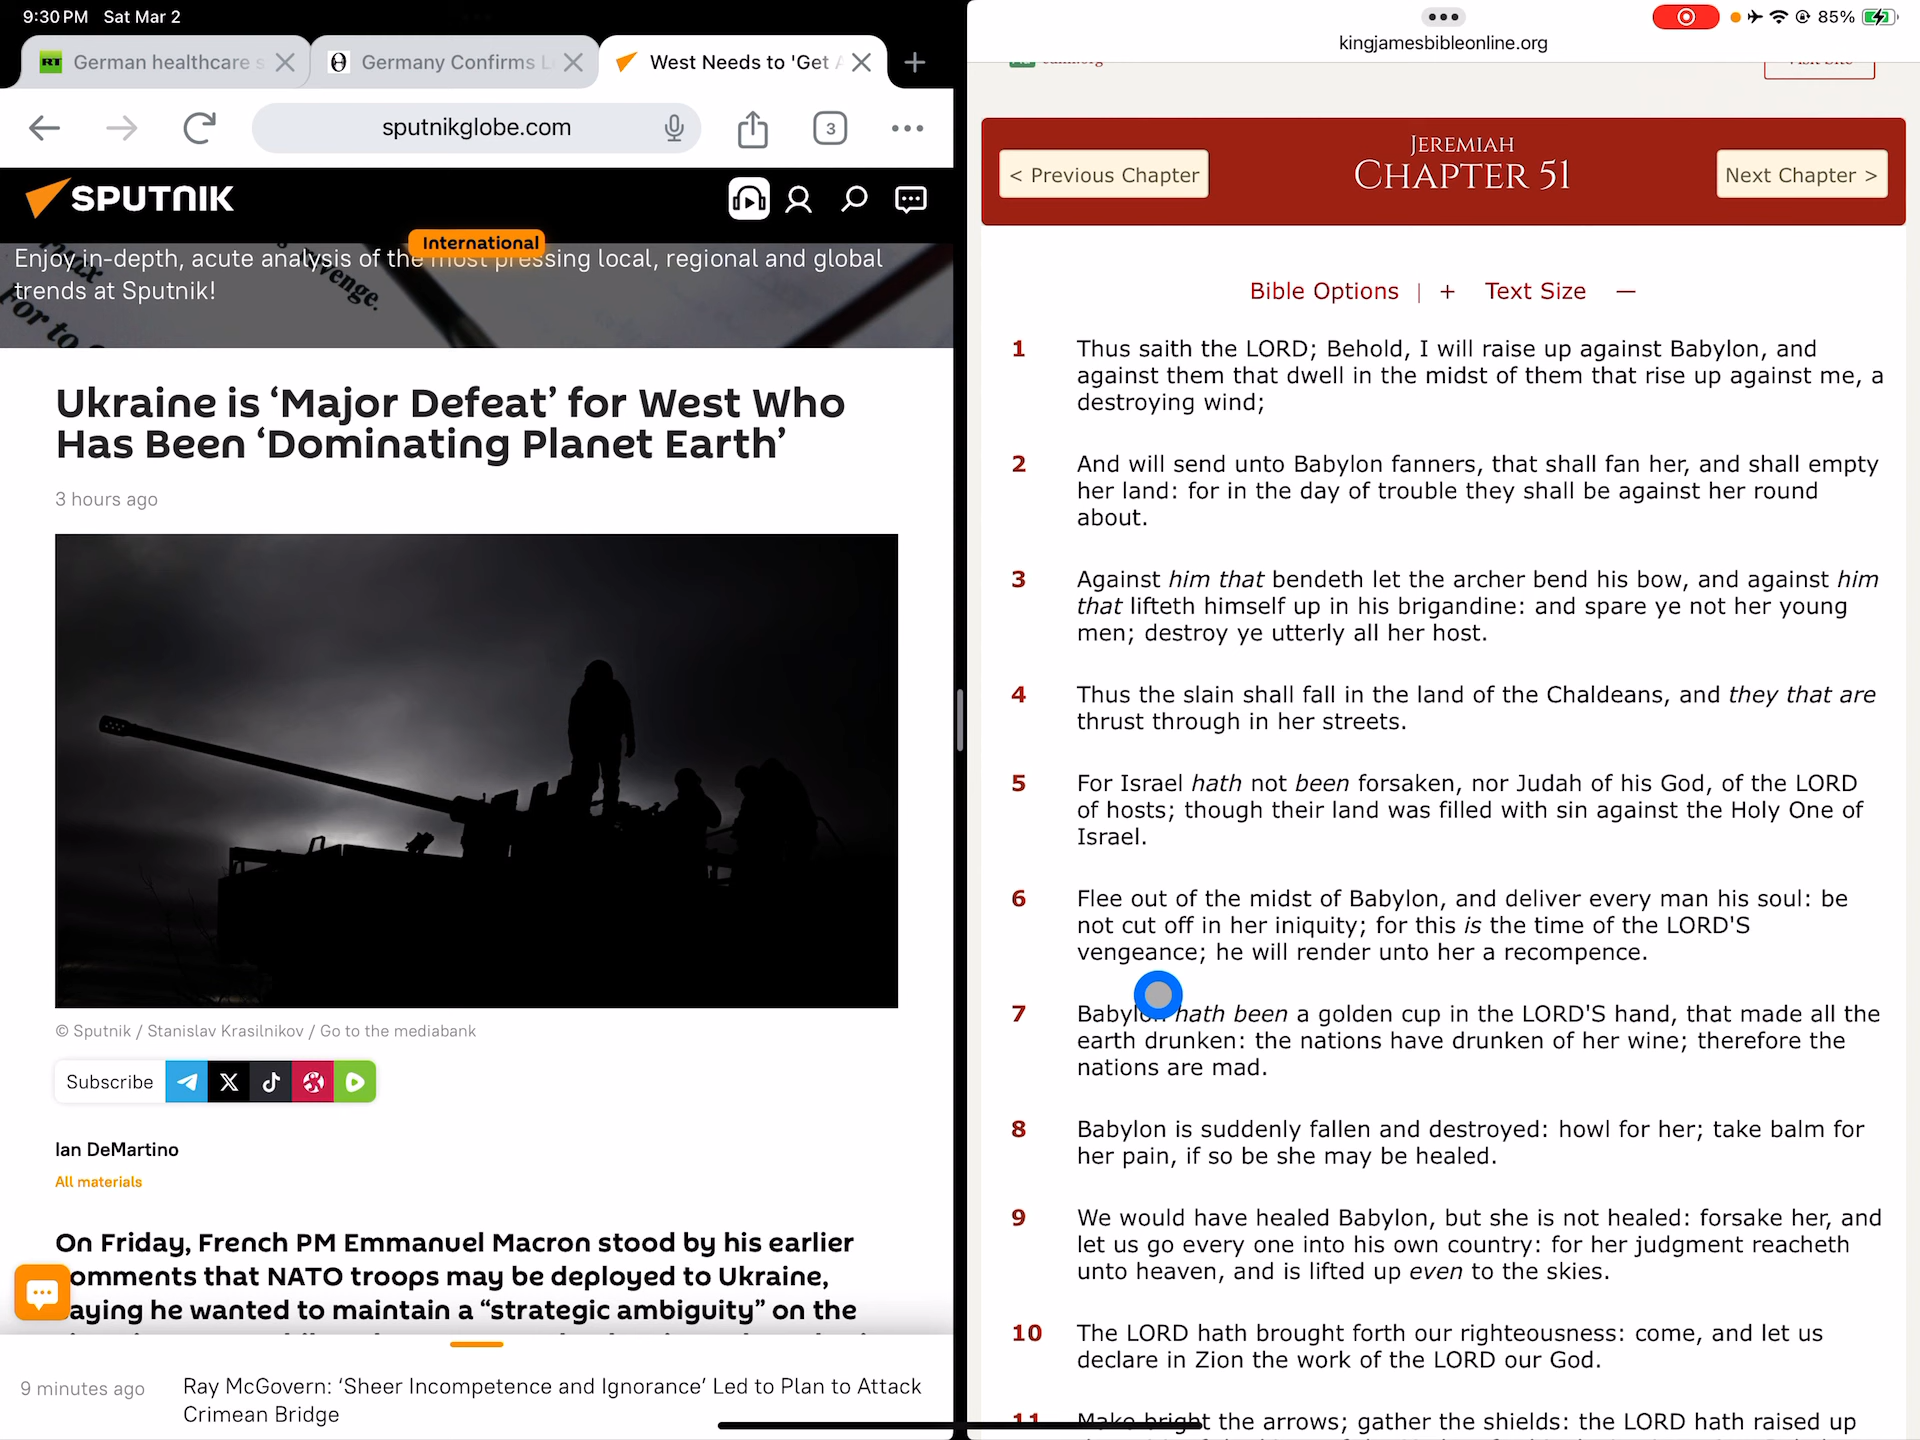 9:30 PM Sat Mar 2
German healthcare s
Germany Confirms L
West Needs to 'Get A
sputnikglobe.com
3
SPUTNIK
International
Enjoy in-depth, acute analysis of the most pressing local, regional and global
trends at Sputnik!
revenge.
For to
Ukraine is ‘Major Defeat’ for West Who
Has Been ‘Dominating Planet Earth’
3 hours ago
© Sputnik / Stanislav Krasilnikov / Go to the mediabank
Subscribe
Ian DeMartino
All materials
On Friday, French PM Emmanuel Macron stood by his earlier
omments that NATO troops may be deployed to Ukraine,
aying he wanted to maintain a “strategic ambiguity” on the
9 minutes ago
Ray McGovern: ‘Sheer Incompetence and Ignorance’ Led to Plan to Attack
Crimean Bridge
85%
kingjamesbibleonline.org
< Previous Chapter
Jeremiah
Chapter 51
Next Chapter >
Bible Options | + Text Size —
1 Thus saith the LORD; Behold, I will raise up against Babylon, and
against them that dwell in the midst of them that rise up against me, a
destroying wind;
2 And will send unto Babylon fanners, that shall fan her, and shall empty
her land: for in the day of trouble they shall be against her round
about.
3 Against him that bendeth let the archer bend his bow, and against him
that lifteth himself up in his brigandine: and spare ye not her young
men; destroy ye utterly all her host.
4 Thus the slain shall fall in the land of the Chaldeans, and they that are
thrust through in her streets.
5 For Israel hath not been forsaken, nor Judah of his God, of the LORD
of hosts; though their land was filled with sin against the Holy One of
Israel.
6 Flee out of the midst of Babylon, and deliver every man his soul: be
not cut off in her iniquity; for this is the time of the LORD'S
vengeance; he will render unto her a recompence.
7 Babylon hath been a golden cup in the LORD'S hand, that made all the
earth drunken: the nations have drunken of her wine; therefore the
nations are mad.
8 Babylon is suddenly fallen and destroyed: howl for her; take balm for
her pain, if so be she may be healed.
9 We would have healed Babylon, but she is not healed: forsake her, and
let us go every one into his own country: for her judgment reacheth
unto heaven, and is lifted up even to the skies.
10 The LORD hath brought forth our righteousness: come, and let us
declare in Zion the work of the LORD our God.
11 Make bright the arrows; gather the shields: the LORD hath raised up